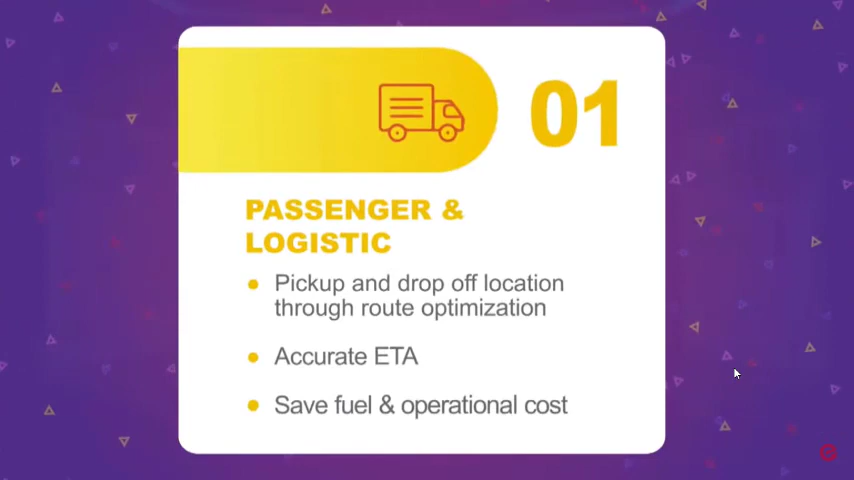 01
PASSENGER &
LOGISTIC
Pickup and drop off location
through route optimization
Accurate ETA
Save fuel & operational cost